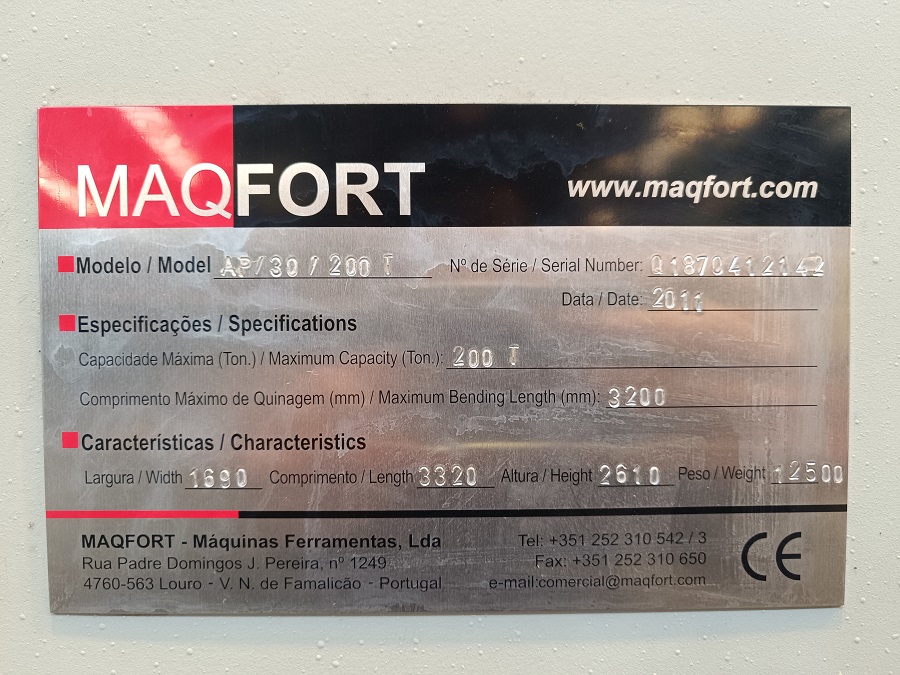 MAQFORT www.maqfort.com
Modelo / Model AP/30 / 200 T Nº de Série / Serial Number: Q1870412142
Data / Date: 2011
Especificações / Specifications
Capacidade Máxima (Ton.) / Maximum Capacity (Ton.): 200 T
Comprimento Máximo de Quinagem (mm) / Maximum Bending Length (mm): 3200
Características / Characteristics
Largura / Width 1690 Comprimento / Length 3320 Altura / Height 2610 Peso / Weight 12500
MAQFORT - Máquinas Ferramentas, Lda Tel: +351 252 310 542 / 3
Rua Padre Domingos J. Pereira, nº 1249 Fax: +351 252 310 650
4760-563 Louro - V. N. de Famalicão - Portugal e-mail:comercial@maqfort.com
CE